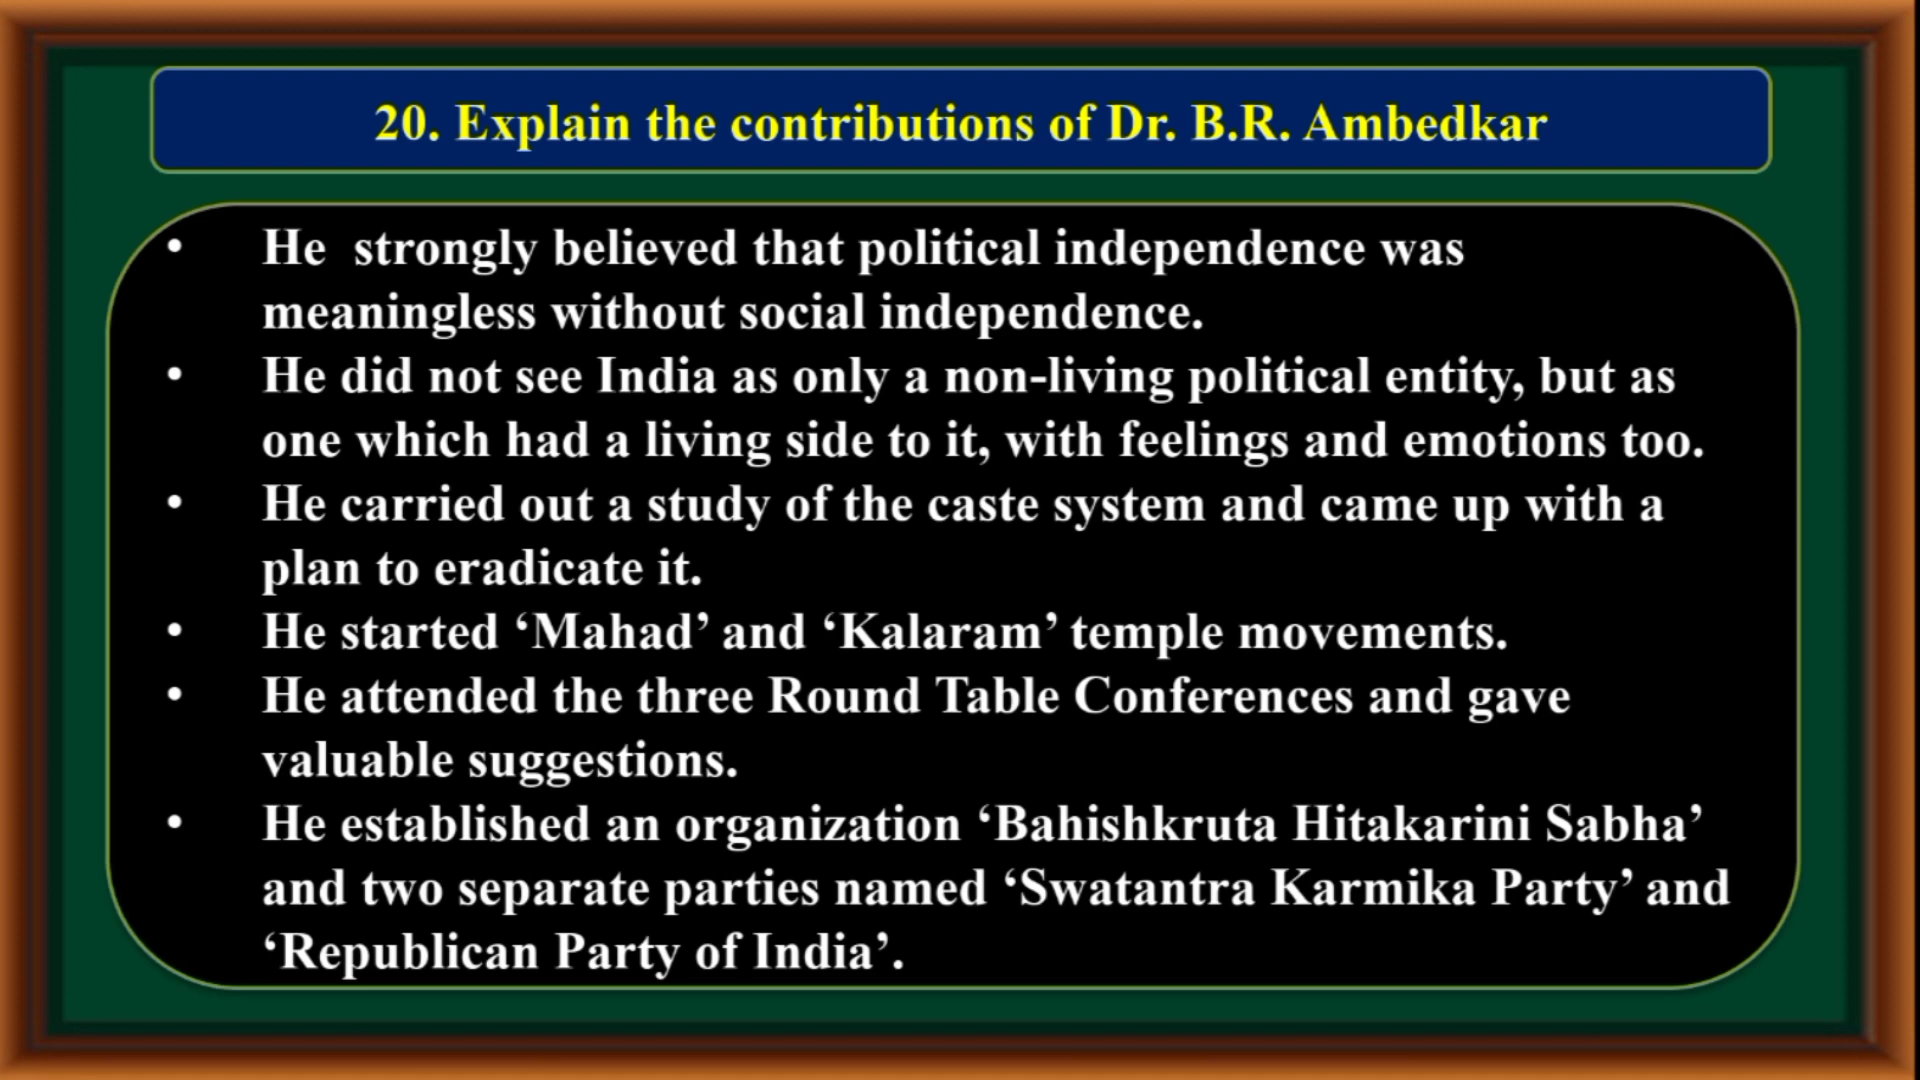 20. Explain the contributions of Dr. B.R. Ambedkar
• He strongly believed that political independence was
meaningless without social independence.
• He did not see India as only a non-living political entity, but as
one which had a living side to it, with feelings and emotions too.
• He carried out a study of the caste system and came up with a
plan to eradicate it.
• He started ‘Mahad’ and ‘Kalaram’ temple movements.
• He attended the three Round Table Conferences and gave
valuable suggestions.
• He established an organization ‘Bahishkruta Hitakarini Sabha’
and two separate parties named ‘Swatantra Karmika Party’ and
‘Republican Party of India’.